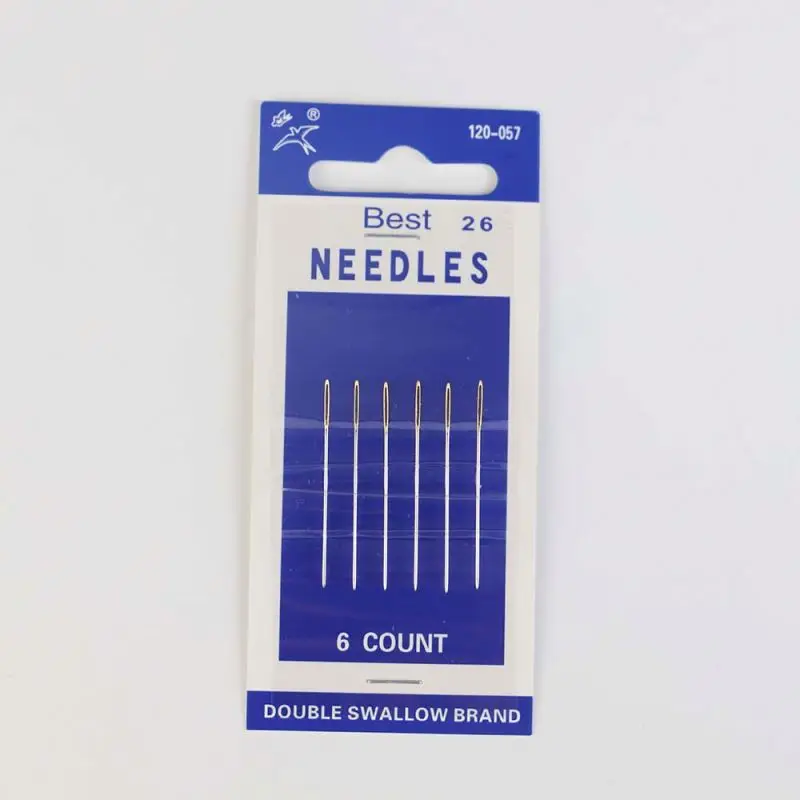 ®
120-057
Best 26
NEEDLES
6 COUNT
DOUBLE SWALLOW BRAND